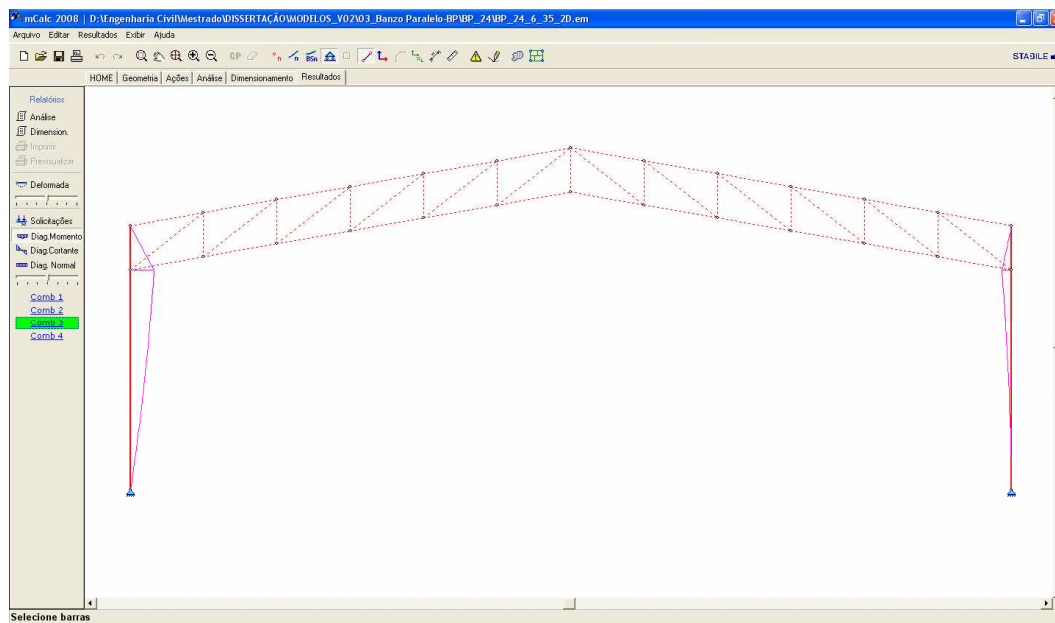 mCalc 2008 | D:\Engenharia Civil\Mestrado\DISSERTAÇÃO\MODELOS_V02\03_Banzo Paralelo-BP\BP_24\BP_24_6_35_2D.em
Arquivo Editar Resultados Exibir Ajuda
CP n n BSn n
STABILE
HOME Geometria Ações Análise Dimensionamento Resultados
Relatórios
Análise
Dimension.
Imprimir
Previsualizar
Deformada
Solicitações
Diag.Momento
Diag.Cortante
Diag. Normal
Comb 1
Comb 2
Comb 3
Comb 4
Selecione barras